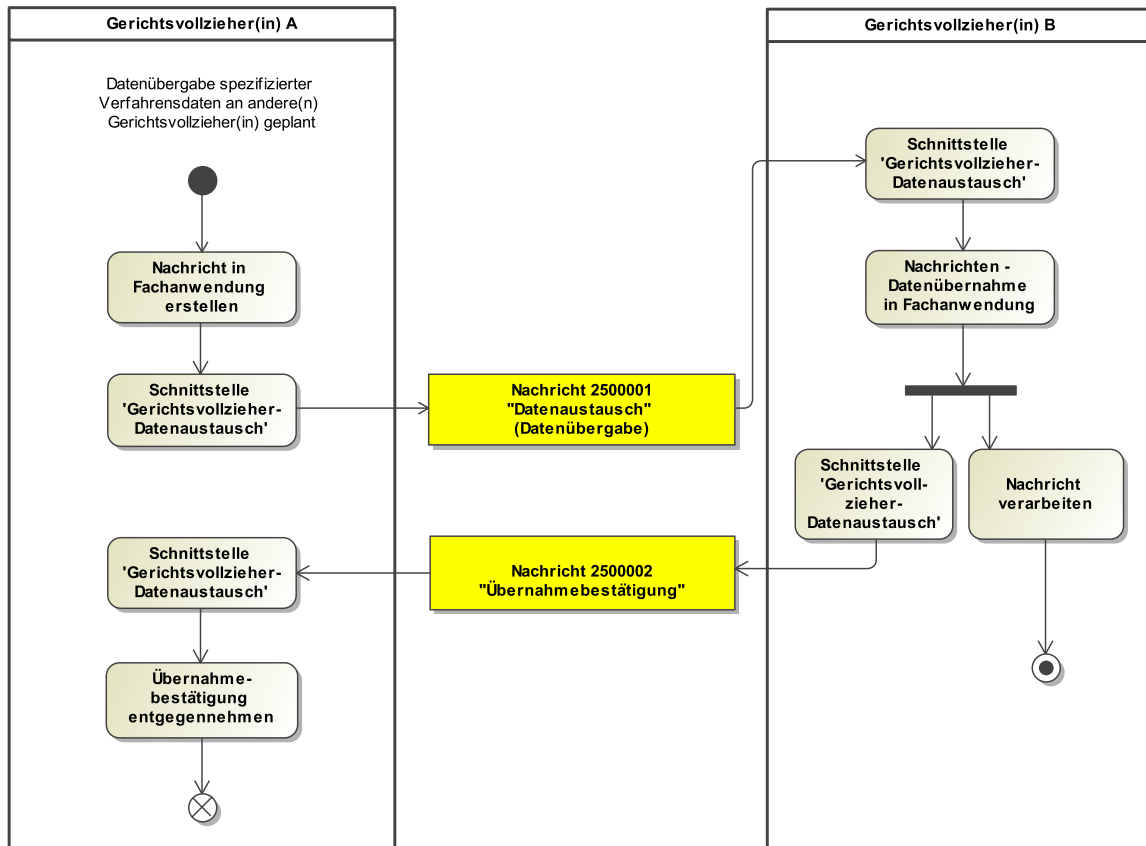 Gerichtsvollzieher(in) A
Datenübergabe spezifizierter
Verfahrensdaten an andere(n)
Gerichtsvollzieher(in) geplant
Nachricht in
Fachanwendung
erstellen
Schnittstelle
'Gerichtsvollzieher-
Datenaustausch'
Nachricht 2500001
"Datenaustausch"
(Datenübergabe)
Gerichtsvollzieher(in) B
Schnittstelle
'Gerichtsvollzieher-
Datenaustausch'
Nachrichten -
Datenübernahme
in Fachanwendung
Schnittstelle
'Gerichtsvoll-
zieher-
Datenaustausch'
Nachricht
verarbeiten
Nachricht 2500002
"Übernahmebestätigung"
Schnittstelle
'Gerichtsvollzieher-
Datenaustausch'
Übernahme-
bestätigung
entgegennehmen